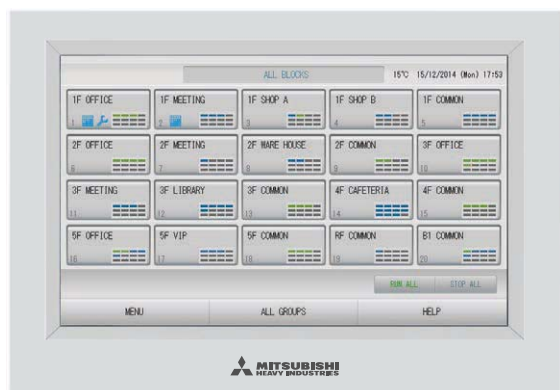 ALL BLOCKS 15°C 15/12/2014 (Mon) 17:53
1F OFFICE 1F MEETING 1F SHOP A 1F SHOP B 1F COMMON
1 2 3 4 5
2F OFFICE 2F MEETING 2F WARE HOUSE 2F COMMON 3F OFFICE
6 7 8 9 10
3F MEETING 3F LIBRARY 3F COMMON 4F CAFETERIA 4F COMMON
11 12 13 14 15
5F OFFICE 5F VIP 5F COMMON RF COMMON B1 COMMON
16 17 18 19 20
RUN ALL STOP ALL
MENU ALL GROUPS HELP
MITSUBISHI
HEAVY INDUSTRIES